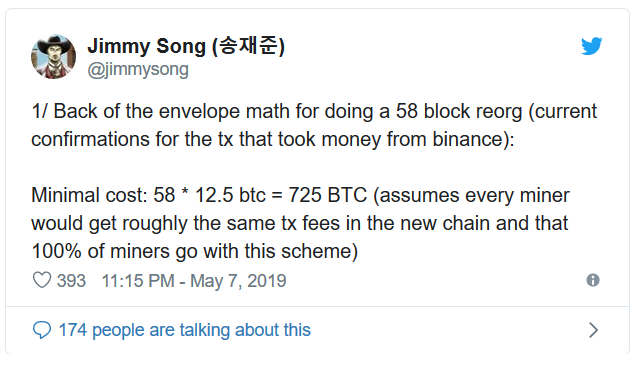 Jimmy Song (송재준)
@jimmysong
1/ Back of the envelope math for doing a 58 block reorg (current
confirmations for the tx that took money from binance):
Minimal cost: 58 * 12.5 btc = 725 BTC (assumes every miner
would get roughly the same tx fees in the new chain and that
100% of miners go with this scheme)
393 11:15 PM - May 7, 2019
174 people are talking about this